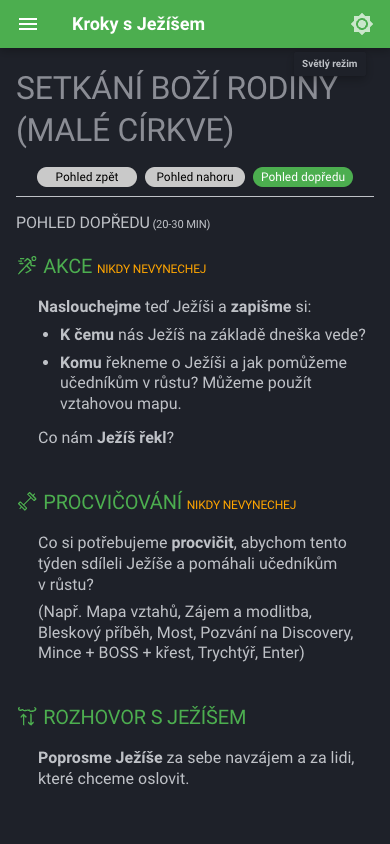 Kroky s Ježíšem
Světlý režim
SETKÁNÍ BOŽÍ RODINY
(MALÉ CÍRKVE)
Pohled zpět
Pohled nahoru
Pohled dopředu
POHLED DOPŘEDU (20-30 MIN)
AKCE NIKDY NEVYNECHEJ
Naslouchejme teď Ježíši a zapišme si:
• K čemu nás Ježíš na základě dneška vede?
• Komu řekneme o Ježíši a jak pomůžeme
učedníkům v růstu? Můžeme použít
vztahovou mapu.
Co nám Ježíš řekl?
PROCVIČOVÁNÍ NIKDY NEVYNECHEJ
Co si potřebujeme procvičit, abychom tento
týden sdíleli Ježíše a pomáhali učedníkům
v růstu?
(Např. Mapa vztahů, Zájem a modlitba,
Bleskový příběh, Most, Pozvání na Discovery,
Mince + BOSS + křest, Trychtýř, Enter)
ROZHOVOR S JEŽÍŠEM
Poprosme Ježíše za sebe navzájem a za lidi,
které chceme oslovit.